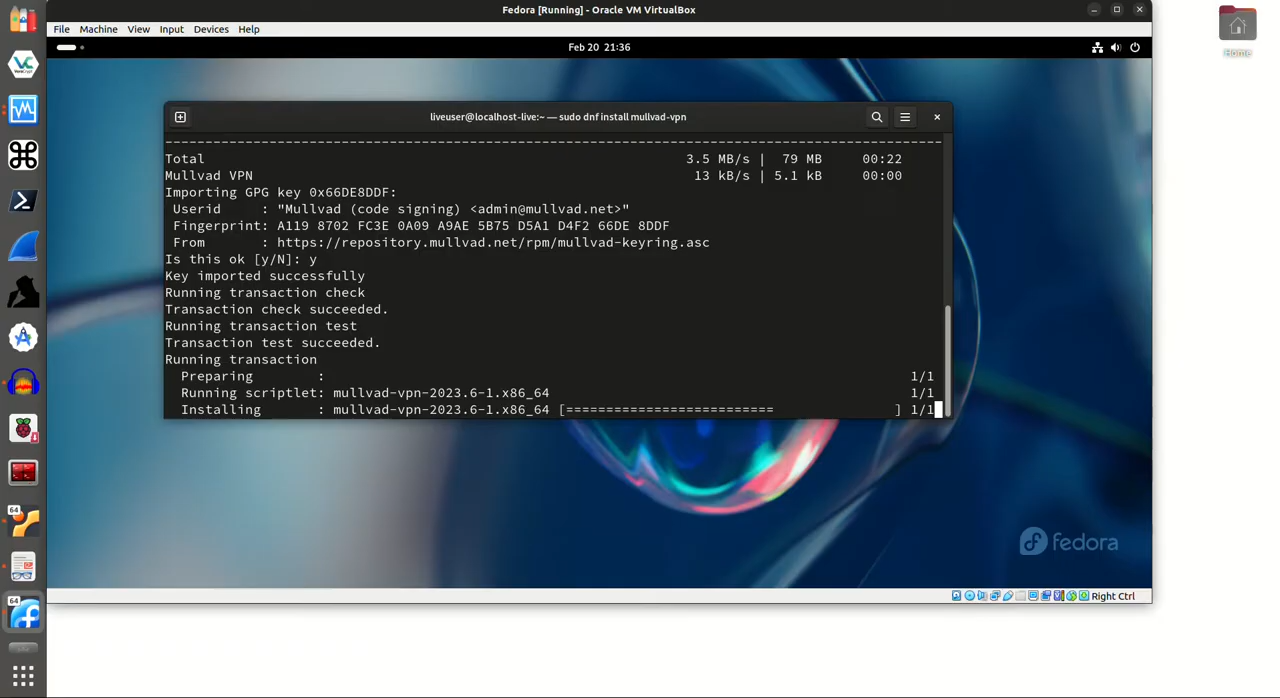 Fedora [Running] - Oracle VM VirtualBox
File Machine View Input Devices Help
Feb 20 21:36
Home
liveuser@localhost-live:~ — sudo dnf install mullvad-vpn
--------------------------------------------------------------------------------
Total 3.5 MB/s | 79 MB 00:22
Mullvad VPN 13 kB/s | 5.1 kB 00:00
Importing GPG key 0x66DE8DDF:
Userid : "Mullvad (code signing) <admin@mullvad.net>"
Fingerprint: A119 8702 FC3E 0A09 A9AE 5B75 D5A1 D4F2 66DE 8DDF
From : https://repository.mullvad.net/rpm/mullvad-keyring.asc
Is this ok [y/N]: y
Key imported successfully
Running transaction check
Transaction check succeeded.
Running transaction test
Transaction test succeeded.
Running transaction
Preparing : 1/1
Running scriptlet: mullvad-vpn-2023.6-1.x86_64 1/1
Installing : mullvad-vpn-2023.6-1.x86_64 [========================== ] 1/1
fedora
Right Ctrl
64
64